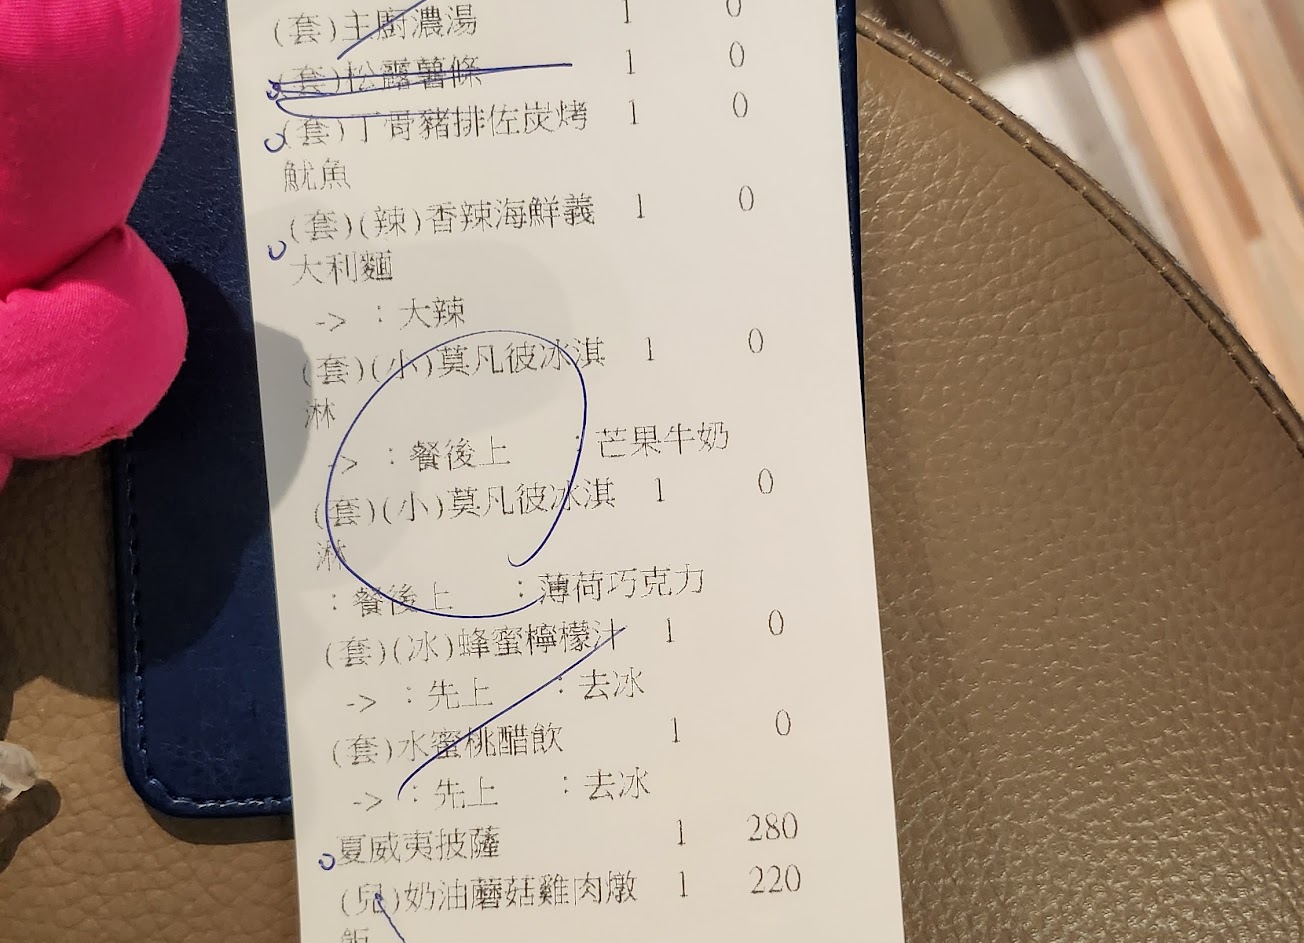 (套)主廚濃湯 1 0
(套)松露薯條 1 0
(套)丁骨豬排佐炭烤 1 0
魷魚
(套)(辣)香辣海鮮義 1 0
大利麵
-> :大辣
(套)(小)莫凡彼冰淇 1 0
淋
-> :餐後上 :芒果牛奶
(套)(小)莫凡彼冰淇 1 0
淋
:餐後上 :薄荷巧克力
(套)(冰)蜂蜜檸檬汁 1 0
-> :先上 :去冰
(套)水蜜桃醋飲 1 0
-> :先上 :去冰
夏威夷披薩 1 280
(兒)奶油蘑菇雞肉燉 1 220
飯